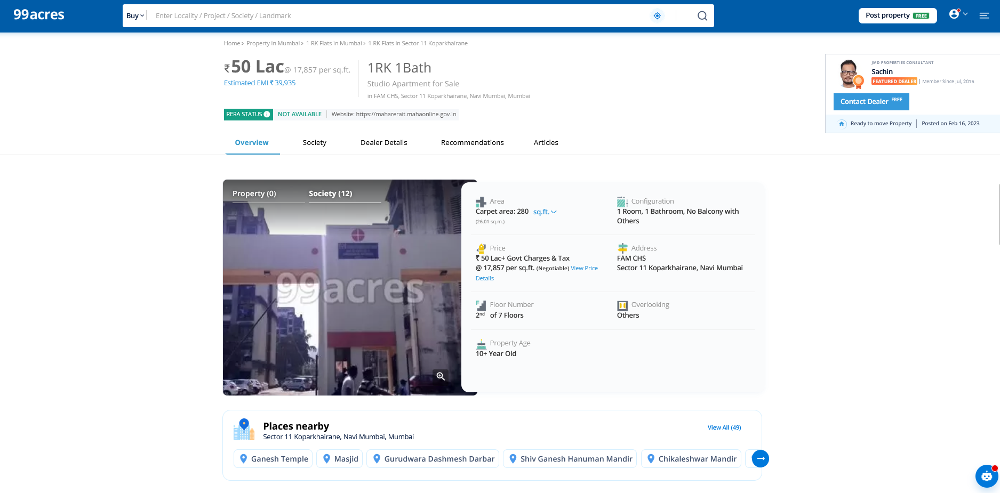 99acres
Buy
Enter Locality / Project / Society / Landmark
Post property FREE
Home › Property in Mumbai › 1 RK Flats in Mumbai › 1 RK Flats in Sector 11 Koparkhairane
₹50 Lac@ 17,857 per sq.ft.
Estimated EMI ₹ 39,935
1RK 1Bath
Studio Apartment for Sale
in FAM CHS, Sector 11 Koparkhairane, Navi Mumbai, Mumbai
JMD PROPERTIES CONSULTANT
Sachin
FEATURED DEALER | Member Since Jul, 2015
Contact Dealer FREE
Ready to move Property | Posted on Feb 16, 2023
RERA STATUS NOT AVAILABLE | Website: https://maharerait.mahaonline.gov.in
Overview Society Dealer Details Recommendations Articles
Property (0) Society (12)
99acres
Area
Carpet area: 280 sq.ft.
(26.01 sq.m.)
Configuration
1 Room, 1 Bathroom, No Balcony with
Others
Price
₹ 50 Lac+ Govt Charges & Tax
@ 17,857 per sq.ft. (Negotiable) View Price
Details
Address
FAM CHS
Sector 11 Koparkhairane, Navi Mumbai
Floor Number
2nd of 7 Floors
Overlooking
Others
Property Age
10+ Year Old
Places nearby
Sector 11 Koparkhairane, Navi Mumbai, Mumbai
View All (49)
Ganesh Temple Masjid Gurudwara Dashmesh Darbar Shiv Ganesh Hanuman Mandir Chikaleshwar Mandir